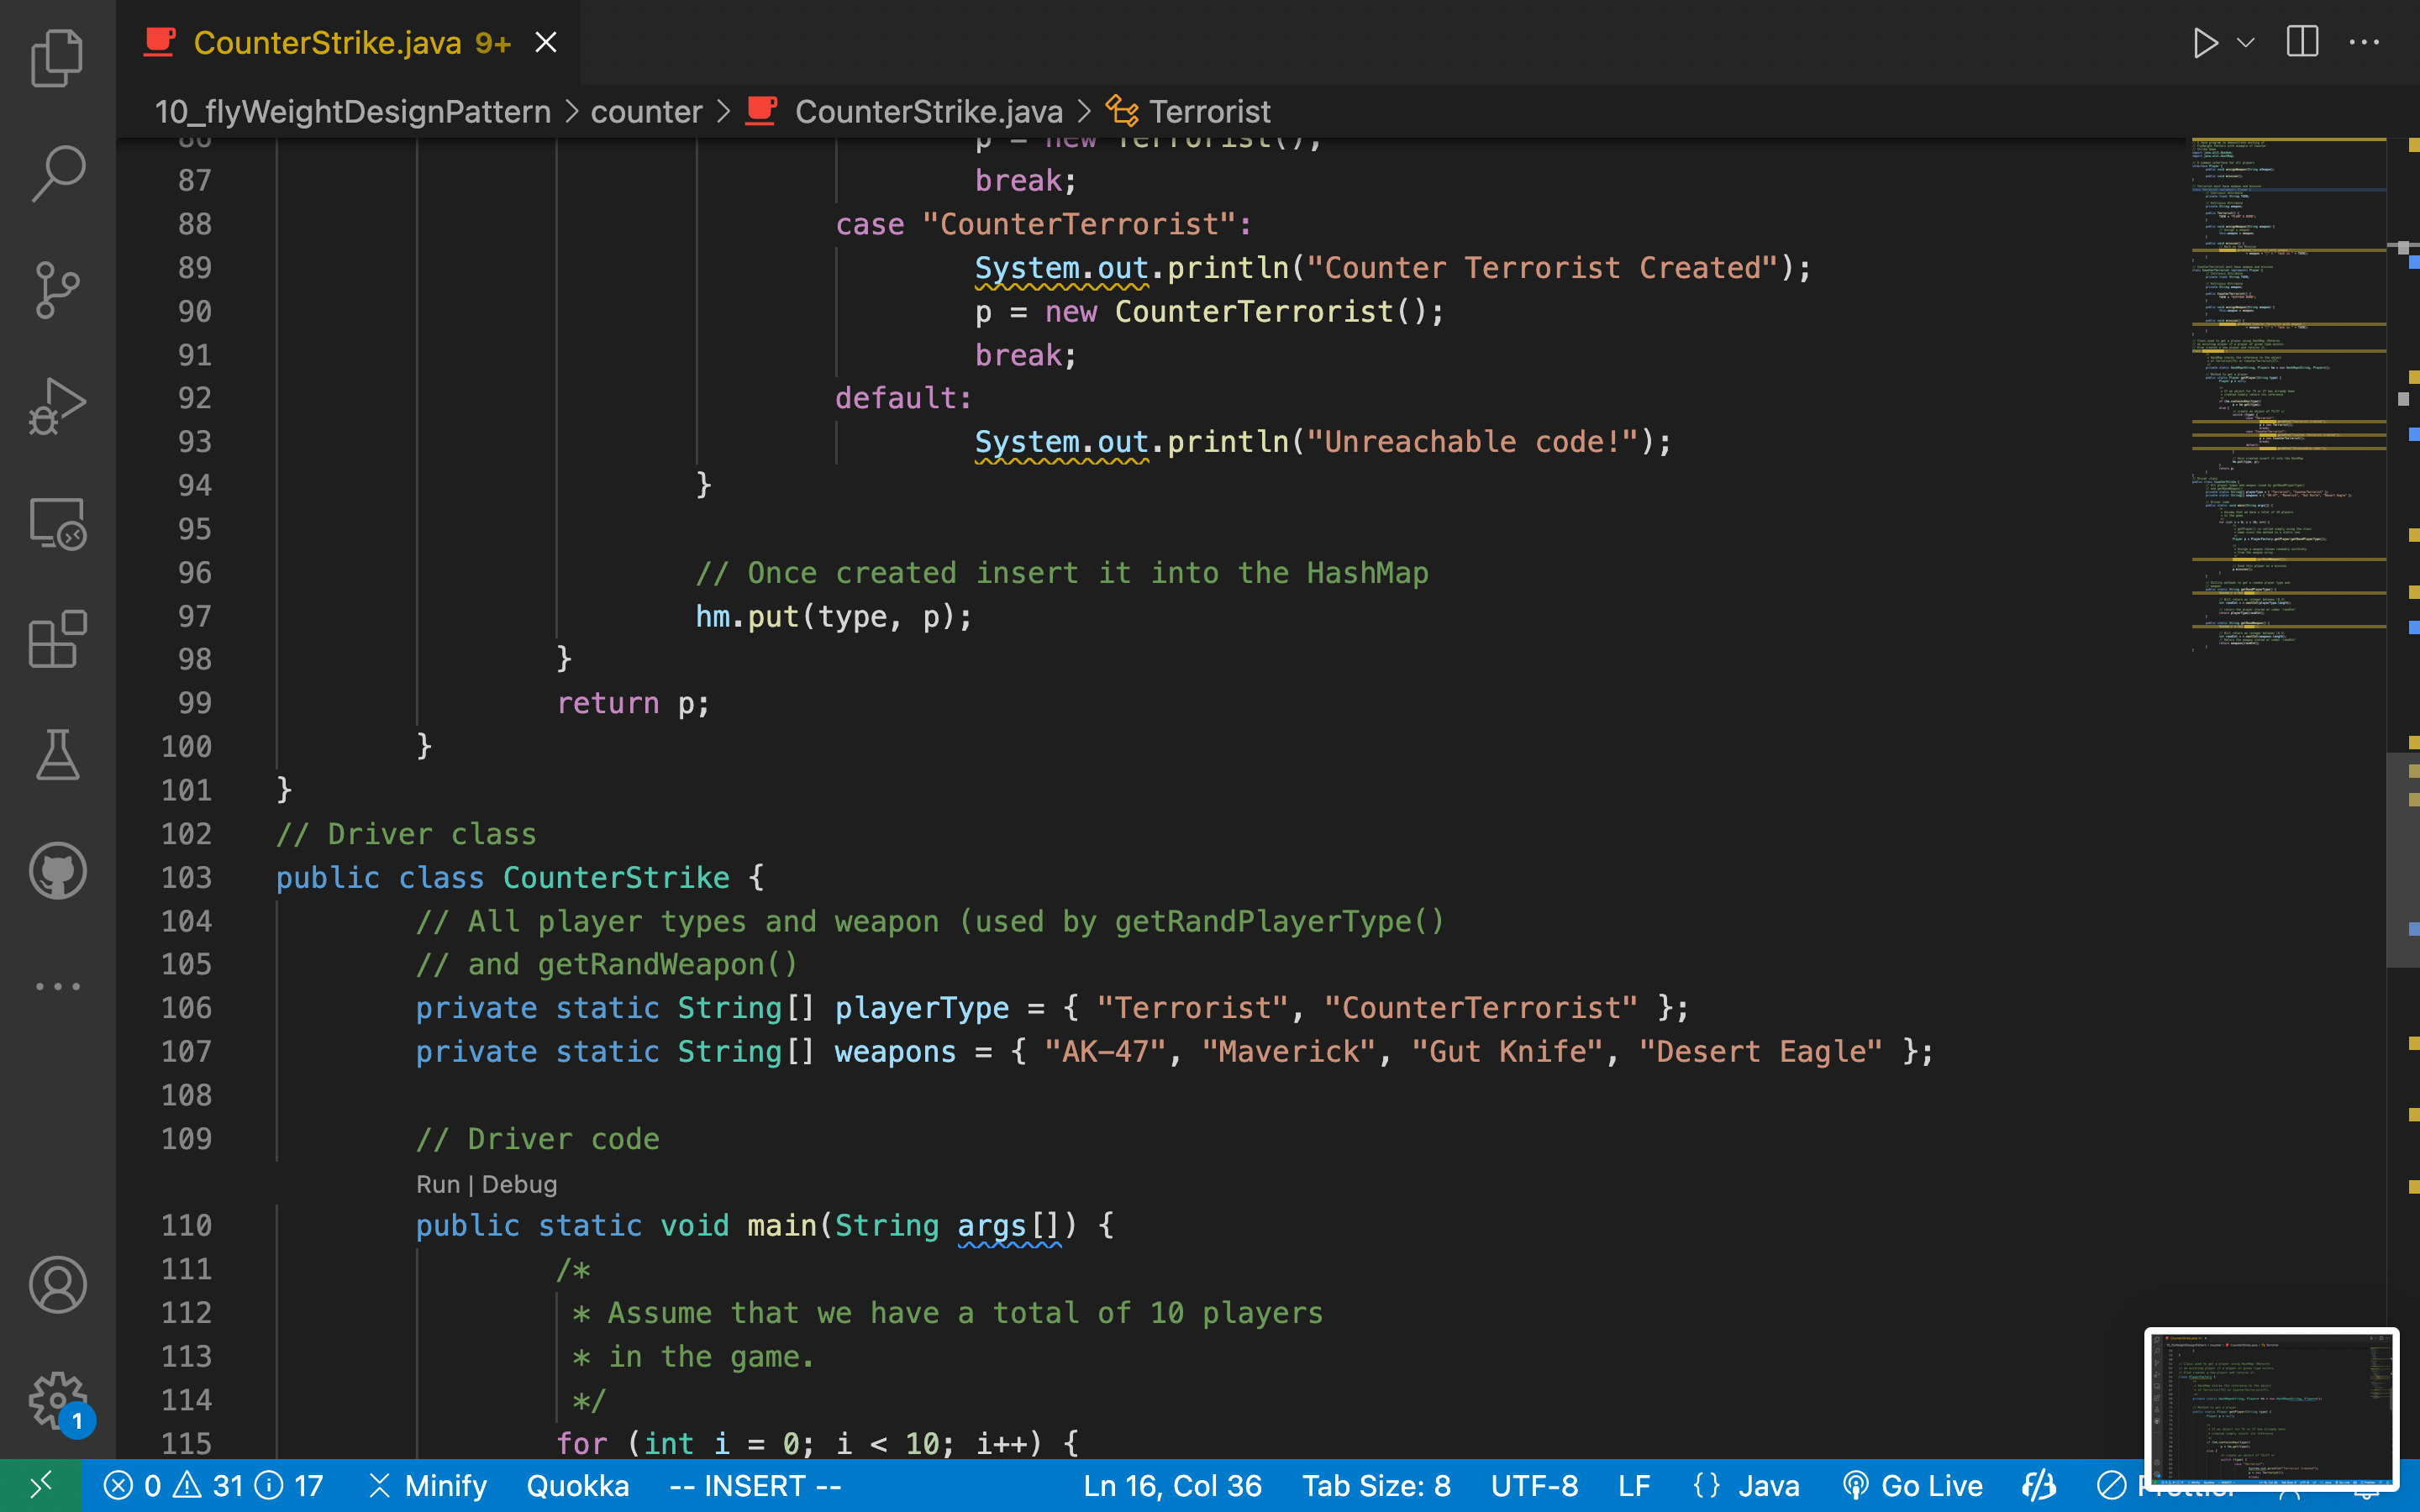 CounterStrike.java 9+
10_flyWeightDesignPattern > counter > CounterStrike.java > Terrorist
86 p = new Terrorist();
87 break;
88 case "CounterTerrorist":
89 System.out.println("Counter Terrorist Created");
90 p = new CounterTerrorist();
91 break;
92 default:
93 System.out.println("Unreachable code!");
94 }
95
96 // Once created insert it into the HashMap
97 hm.put(type, p);
98 }
99 return p;
100 }
101 }
102 // Driver class
103 public class CounterStrike {
104 // All player types and weapon (used by getRandPlayerType()
105 // and getRandWeapon()
106 private static String[] playerType = { "Terrorist", "CounterTerrorist" };
107 private static String[] weapons = { "AK-47", "Maverick", "Gut Knife", "Desert Eagle" };
108
109 // Driver code
Run | Debug
110 public static void main(String args[]) {
111 /*
112 * Assume that we have a total of 10 players
113 * in the game.
114 */
115 for (int i = 0; i < 10; i++) {
1
0 31 17 Minify Quokka -- INSERT -- Ln 16, Col 36 Tab Size: 8 UTF-8 LF {} Java Go Live